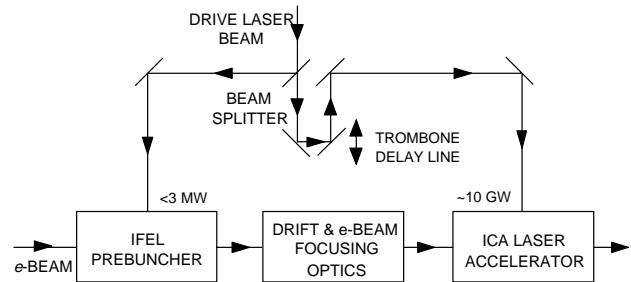 DRIVE LASER
BEAM
BEAM
SPLITTER
TROMBONE
DELAY LINE
<3 MW
~10 GW
IFEL
PREBUNCHER
DRIFT & e-BEAM
FOCUSING
OPTICS
ICA LASER
ACCELERATOR
e-BEAM